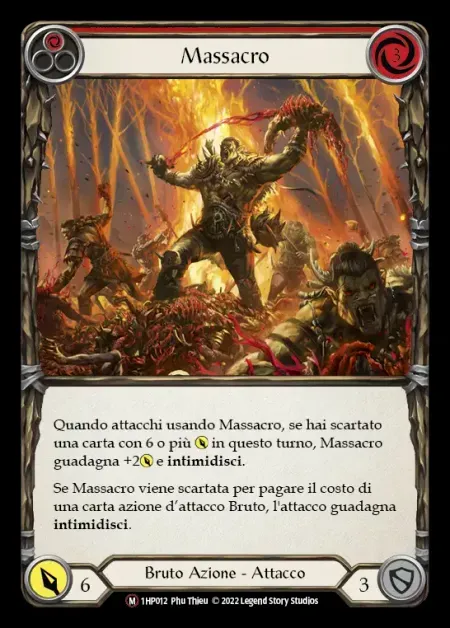 3
Massacro
Quando attacchi usando Massacro, se hai scartato
una carta con 6 o più in questo turno, Massacro
guadagna +2 e intimidisci.
Se Massacro viene scartata per pagare il costo di
una carta azione d'attacco Bruto, l'attacco guadagna
intimidisci.
6
Bruto Azione - Attacco
3
M 1HP012 Phu Thieu © 2022 Legend Story Studios